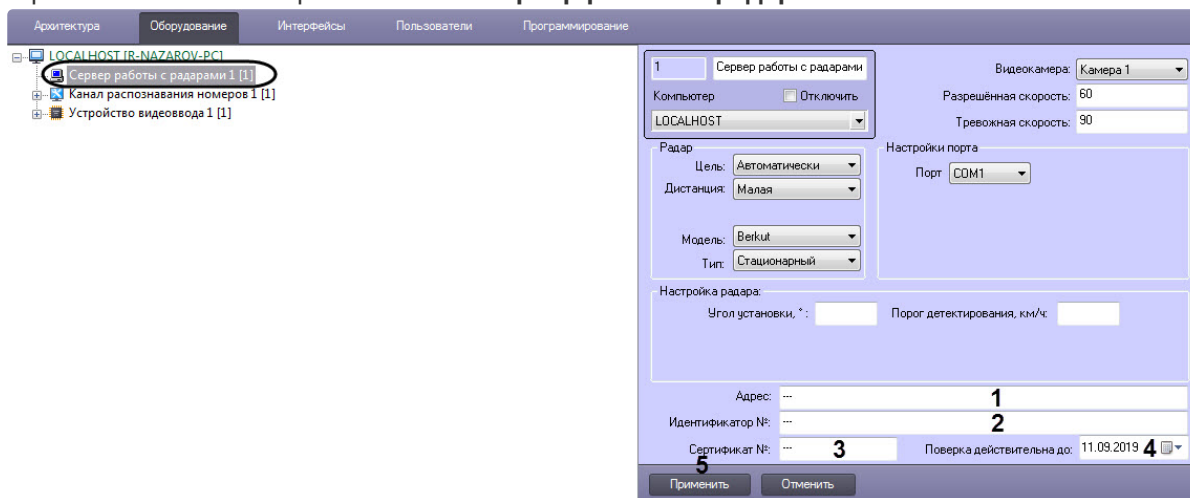 Архитектура Оборудование Интерфейсы Пользователи Программирование
LOCALHOST [R-NAZAROV-PC]
Сервер работы с радарами 1 [1]
Канал распознавания номеров 1 [1]
Устройство видеоввода 1 [1]
1 Сервер работы с радарами
Компьютер Отключить
LOCALHOST
Видеокамера: Камера 1
Разрешённая скорость: 60
Тревожная скорость: 90
Радар
Цель: Автоматически
Дистанция: Малая
Модель: Berkut
Тип: Стационарный
Настройки порта
Порт COM1
Настройка радара:
Угол установки, °: Порог детектирования, км/ч:
Адрес: --- 1
Идентификатор №: --- 2
Сертификат №: --- 3 Поверка действительна до: 11.09.2019 4
5
Применить Отменить